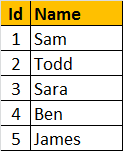 Id Name
1 Sam
2 Todd
3 Sara
4 Ben
5 James